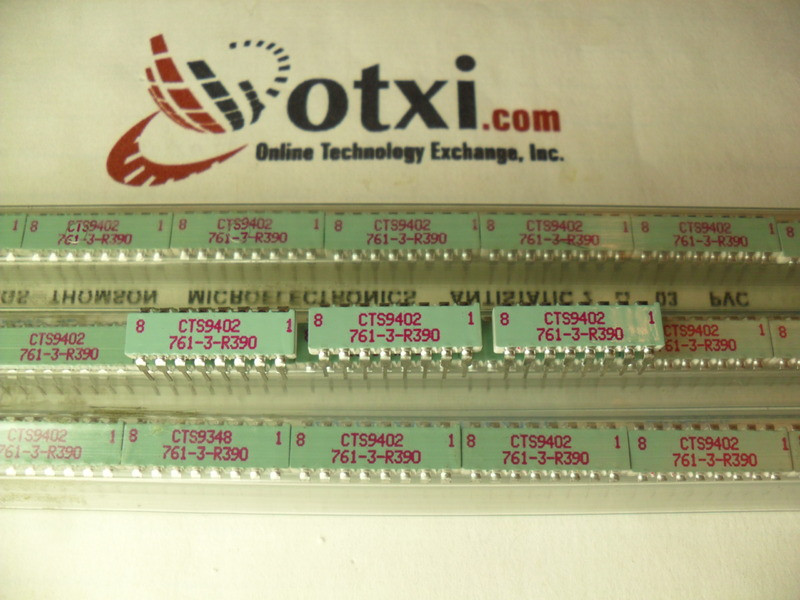 otxi.com
Online Technology Exchange, Inc.
1 8 CTS9402 1 8 CTS9402 1 8 CTS9402 1 8 CTS9402 1 8 CTS9402 1 8
761-3-R390 761-3-R390 761-3-R390 761-3-R390 761-3-R390
THOMSON MICROELECTRONICS ANTISTATIC PVC
CTS9402 8 CTS9402 1 8 CTS9402 1 8 CTS9402 1 CTS9402 1 8
761-3-R390 761-3-R390 761-3-R390 761-3-R390
CTS9402 1 8 CTS9348 1 8 CTS9402 1 8 CTS9402 1 8 CTS9402 1
761-3-R390 761-3-R390 761-3-R390 761-3-R390 761-3-R390